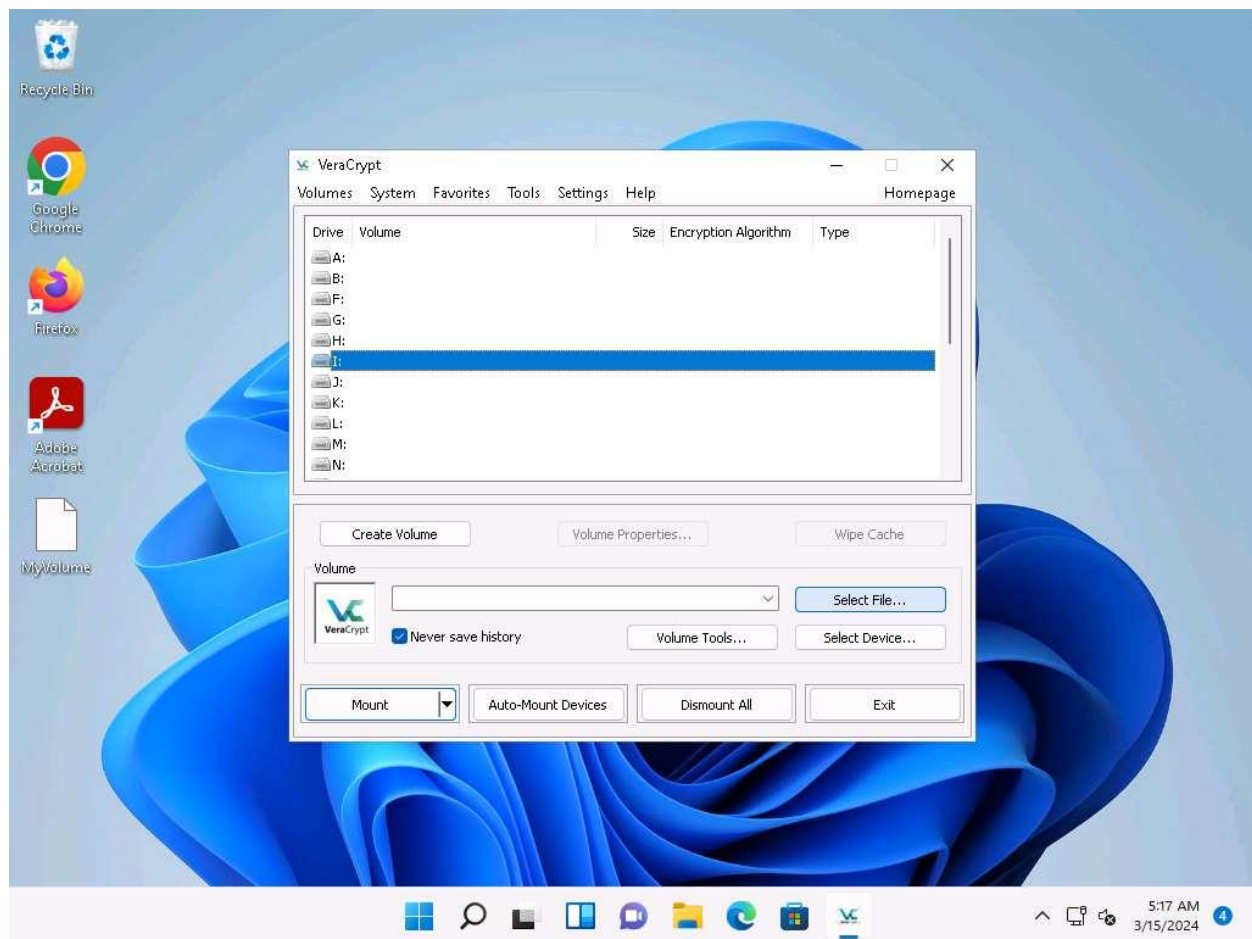 Recycle Bin
Google
Chrome
Firefox
Adobe
Acrobat
MyVolume
VeraCrypt
Volumes System Favorites Tools Settings Help Homepage
Drive Volume Size Encryption Algorithm Type
A:
B:
F:
G:
H:
I:
J:
K:
L:
M:
N:
Create Volume Volume Properties... Wipe Cache
Volume
VeraCrypt
Select File...
Never save history Volume Tools... Select Device...
Mount Auto-Mount Devices Dismount All Exit
5:17 AM
3/15/2024
4